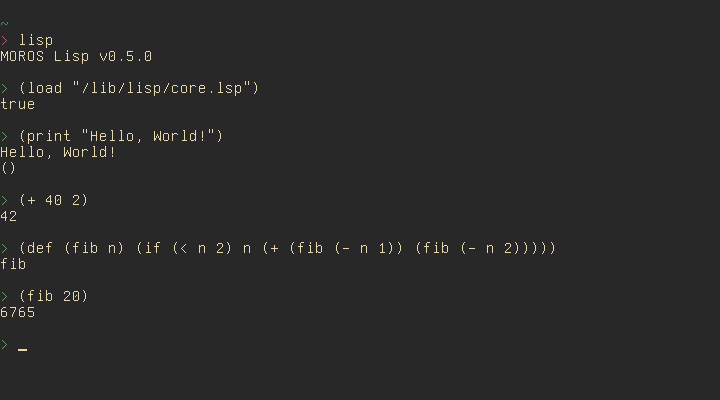 ~
> lisp
MOROS Lisp v0.5.0
> (load "/lib/lisp/core.lsp")
true
> (print "Hello, World!")
Hello, World!
()
> (+ 40 2)
42
> (def (fib n) (if (< n 2) n (+ (fib (- n 1)) (fib (- n 2)))))
fib
> (fib 20)
6765
> _